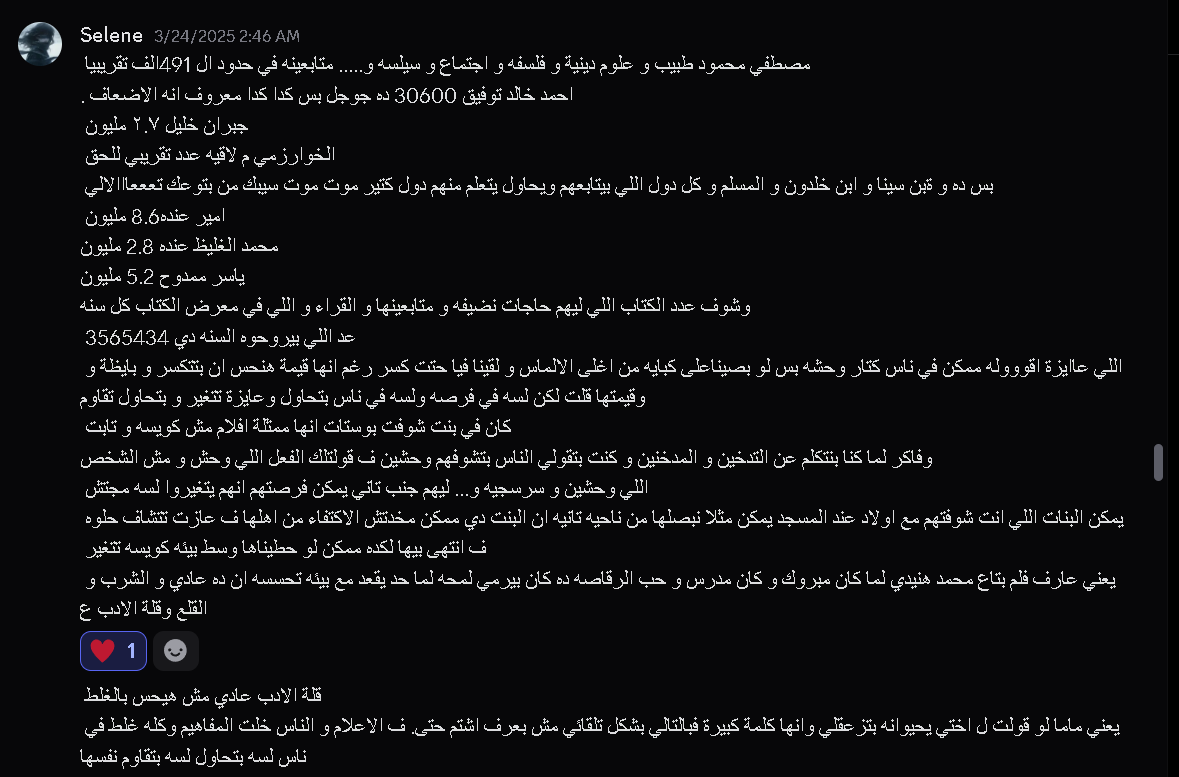 Selene 3/24/2025 2:46 AM
مصطفي محمود طبيب و علوم دينية و فلسفه و اجتماع و سيلسه و..... متابعينه في حدود ال 491الف تقريبيا
احمد خالد توفيق 30600 ده جوجل بس كدا كدا معروف انه الاضعاف .
جبران خليل ٢.٧ مليون
الخوارزمي م لاقيه عدد تقريبي للحق
بس ده و ةبن سينا و ابن خلدون و المسلم و كل دول اللي بيتابعهم ويحاول يتعلم منهم دول كتير موت موت سيبك من بتوعك تعععااالالي
امير عنده8.6 مليون
محمد الغليظ عنده 2.8 مليون
ياسر ممدوح 5.2 مليون
وشوف عدد الكتاب اللي ليهم حاجات نضيفه و متابعينها و القراء و اللي في معرض الكتاب كل سنه
عد اللي بيروحوه السنه دي 3565434
اللي عاايزة اقوووله ممكن في ناس كتار وحشه بس لو بصيناعلى كبايه من اغلى الالماس و لقينا فيا حتت كسر رغم انها قيمة هنحس ان بتتكسر و بايظة و
وقيمتها قلت لكن لسه في فرصه ولسه في ناس بتحاول وعايزة تتغير و بتحاول تقاوم
كان في بنت شوفت بوستات انها ممثلة افلام مش كويسه و تابت
وفاكر لما كنا بنتكلم عن التدخين و المدخنين و كنت بتقولي الناس بتشوفهم وحشين ف قولتلك الفعل اللي وحش و مش الشخص
اللي وحشين و سرسجيه و... ليهم جنب تاني يمكن فرصتهم انهم يتغيروا لسه مجتش
يمكن البنات اللي انت شوفتهم مع اولاد عند المسجد يمكن مثلا نبصلها من ناحيه تانيه ان البنت دي ممكن مخدتش الاكتفاء من اهلها ف عازت تتشاف حلوه
ف انتهى بيها لكده ممكن لو حطيناها وسط بيئه كويسه تتغير
يعني عارف فلم بتاع محمد هنيدي لما كان مبروك و كان مدرس و حب الرقاصه ده كان بيرمي لمحه لما حد يقعد مع بيئه تحسسه ان ده عادي و الشرب و
القلع وقلة الادب ع
1
قلة الادب عادي مش هيحس بالغلط
يعني ماما لو قولت ل اختي يحيوانه بتزعقلي وانها كلمة كبيرة فبالتالي بشكل تلقائي مش بعرف اشتم حتى. ف الاعلام و الناس خلت المفاهيم وكله غلط في
ناس لسه بتحاول لسه بتقاوم نفسها